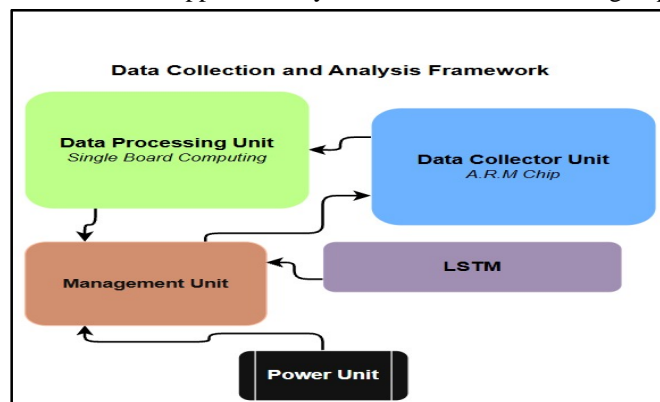 Data Collection and Analysis Framework
Data Processing Unit
Single Board Computing
Data Collector Unit
A.R.M Chip
Management Unit
LSTM
Power Unit